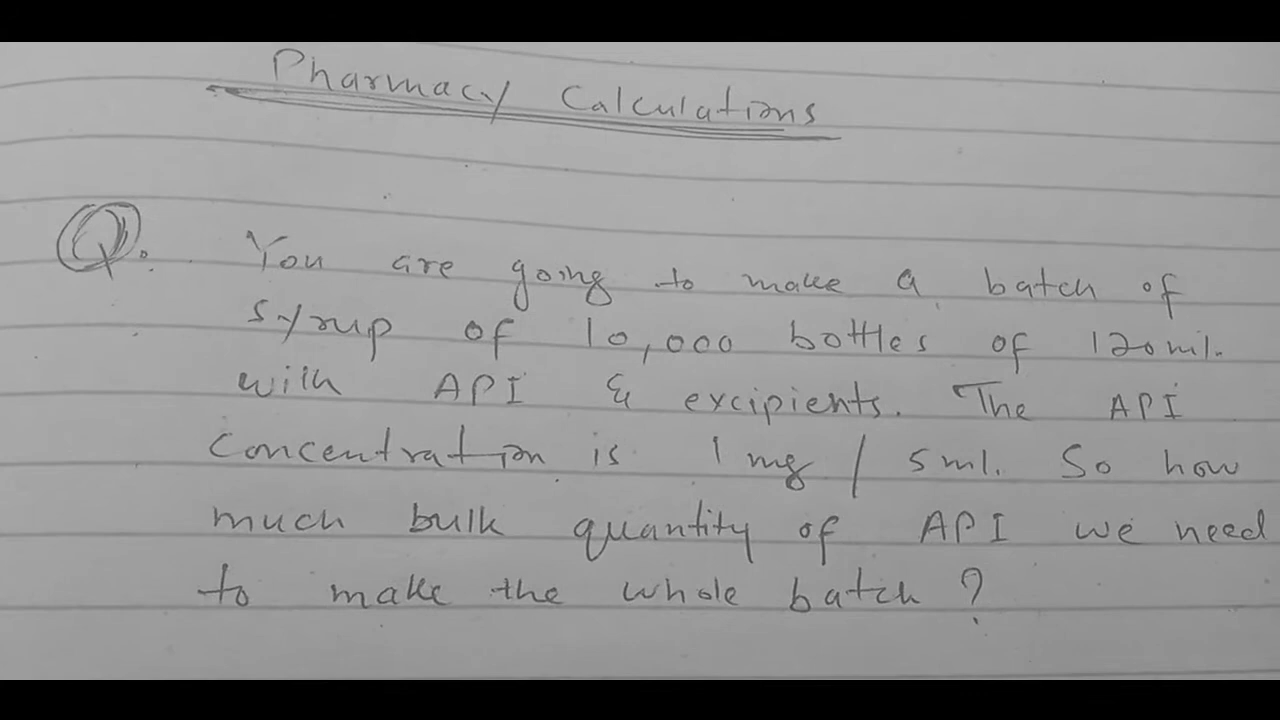 Pharmacy Calculations
Q. You are going to make a batch of
syrup of 10,000 bottles of 120ml.
with API & excipients. The API
concentration is 1mg / 5ml. So how
much bulk quantity of API we need
to make the whole batch ?